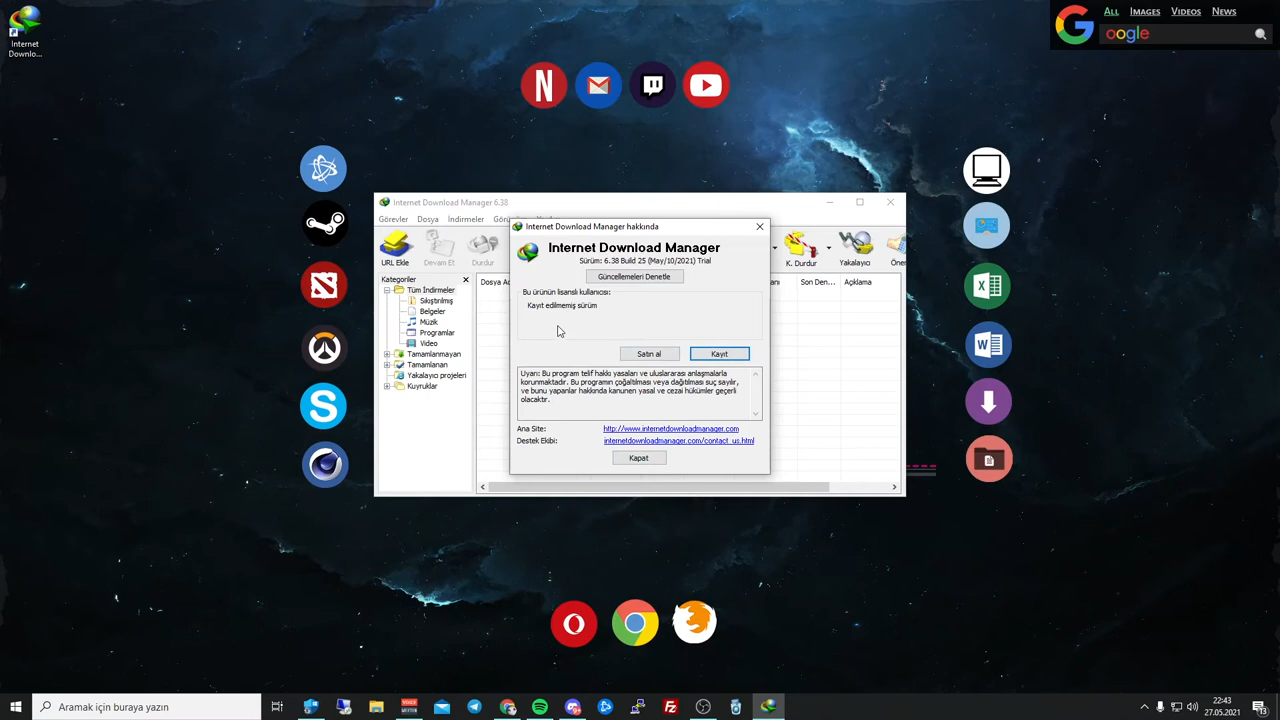 Internet
Downlo...
ALL IMAGES VIDEOS NEWS
oogle
Internet Download Manager 6.38
Görevler Dosya İndirmeler
URL Ekle Devam Et Durdur K. Durdur Yakalayıcı
Kategoriler
Tüm İndirmeler
Sıkıştırılmış
Belgeler
Müzik
Programlar
Video
Tamamlanmayan
Tamamlanan
Yakalayıcı projeleri
Kuyruklar
Son Den... Açıklama
Internet Download Manager hakkında
Internet Download Manager
Sürüm: 6.38 Build 25 (May/10/2021) Trial
Güncellemeleri Denetle
Bu ürünün lisanslı kullanıcısı:
Kayıt edilmemiş sürüm
Satın al Kayıt
Uyarı: Bu program telif hakkı yasaları ve uluslararası anlaşmalarla
korunmaktadır. Bu programın çoğaltılması veya dağıtılması suç sayılır,
ve bunu yapanlar hakkında kanunen yasal ve cezai hükümler geçerli
olacaktır.
Ana Site: http://www.internetdownloadmanager.com
Destek Ekibi: internetdownloadmanager.com/contact_us.html
Kapat
Aramak için buraya yazın
22:43
27.05.2021